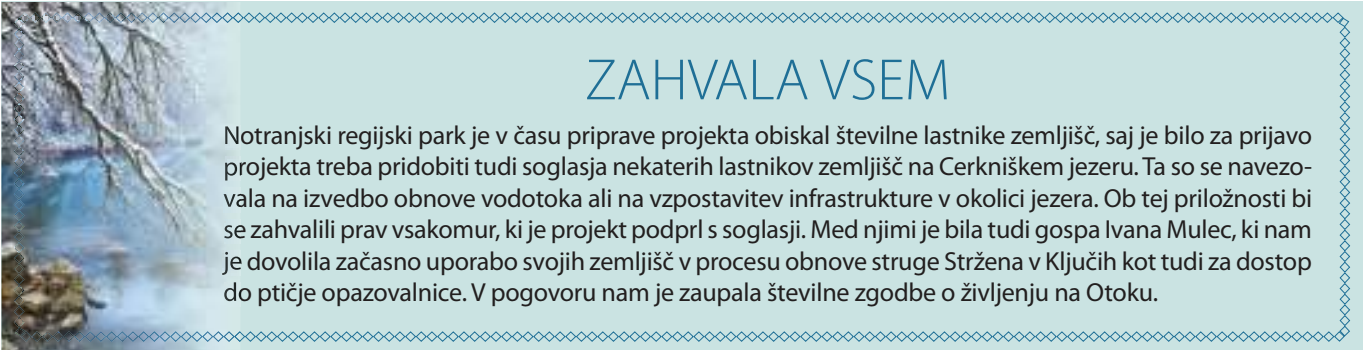 ZAHVALA VSEM
Notranjski regijski park je v času priprave projekta obiskal številne lastnike zemljišč, saj je bilo za prijavo
projekta treba pridobiti tudi soglasja nekaterih lastnikov zemljišč na Cerkniškem jezeru. Ta so se navezo-
vala na izvedbo obnove vodotoka ali na vzpostavitev infrastrukture v okolici jezera. Ob tej priložnosti bi
se zahvalili prav vsakomur, ki je projekt podprl s soglasji. Med njimi je bila tudi gospa Ivana Mulec, ki nam
je dovolila začasno uporabo svojih zemljišč v procesu obnove struge Stržena v Ključih kot tudi za dostop
do ptičje opazovalnice. V pogovoru nam je zaupala številne zgodbe o življenju na Otoku.